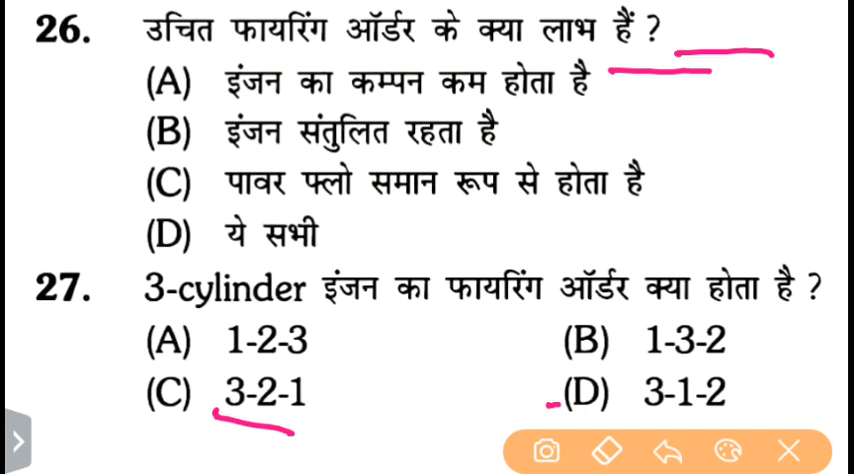 26. उचित फायरिंग ऑर्डर के क्या लाभ हैं ?
(A) इंजन का कम्पन कम होता है
(B) इंजन संतुलित रहता है
(C) पावर फ्लो समान रूप से होता है
(D) ये सभी
27. 3-cylinder इंजन का फायरिंग ऑर्डर क्या होता है ?
(A) 1-2-3 (B) 1-3-2
(C) 3-2-1 (D) 3-1-2